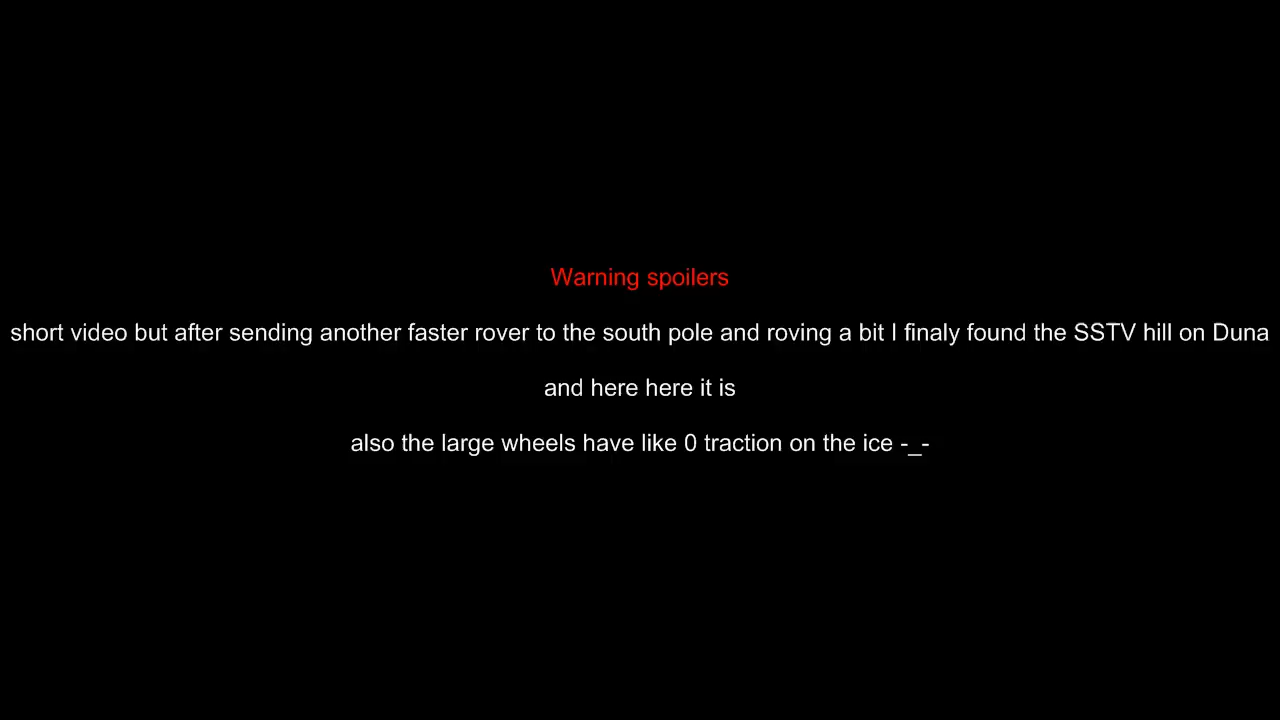 Warning spoilers
short video but after sending another faster rover to the south pole and roving a bit I finaly found the SSTV hill on Duna
and here here it is
also the large wheels have like 0 traction on the ice -_-